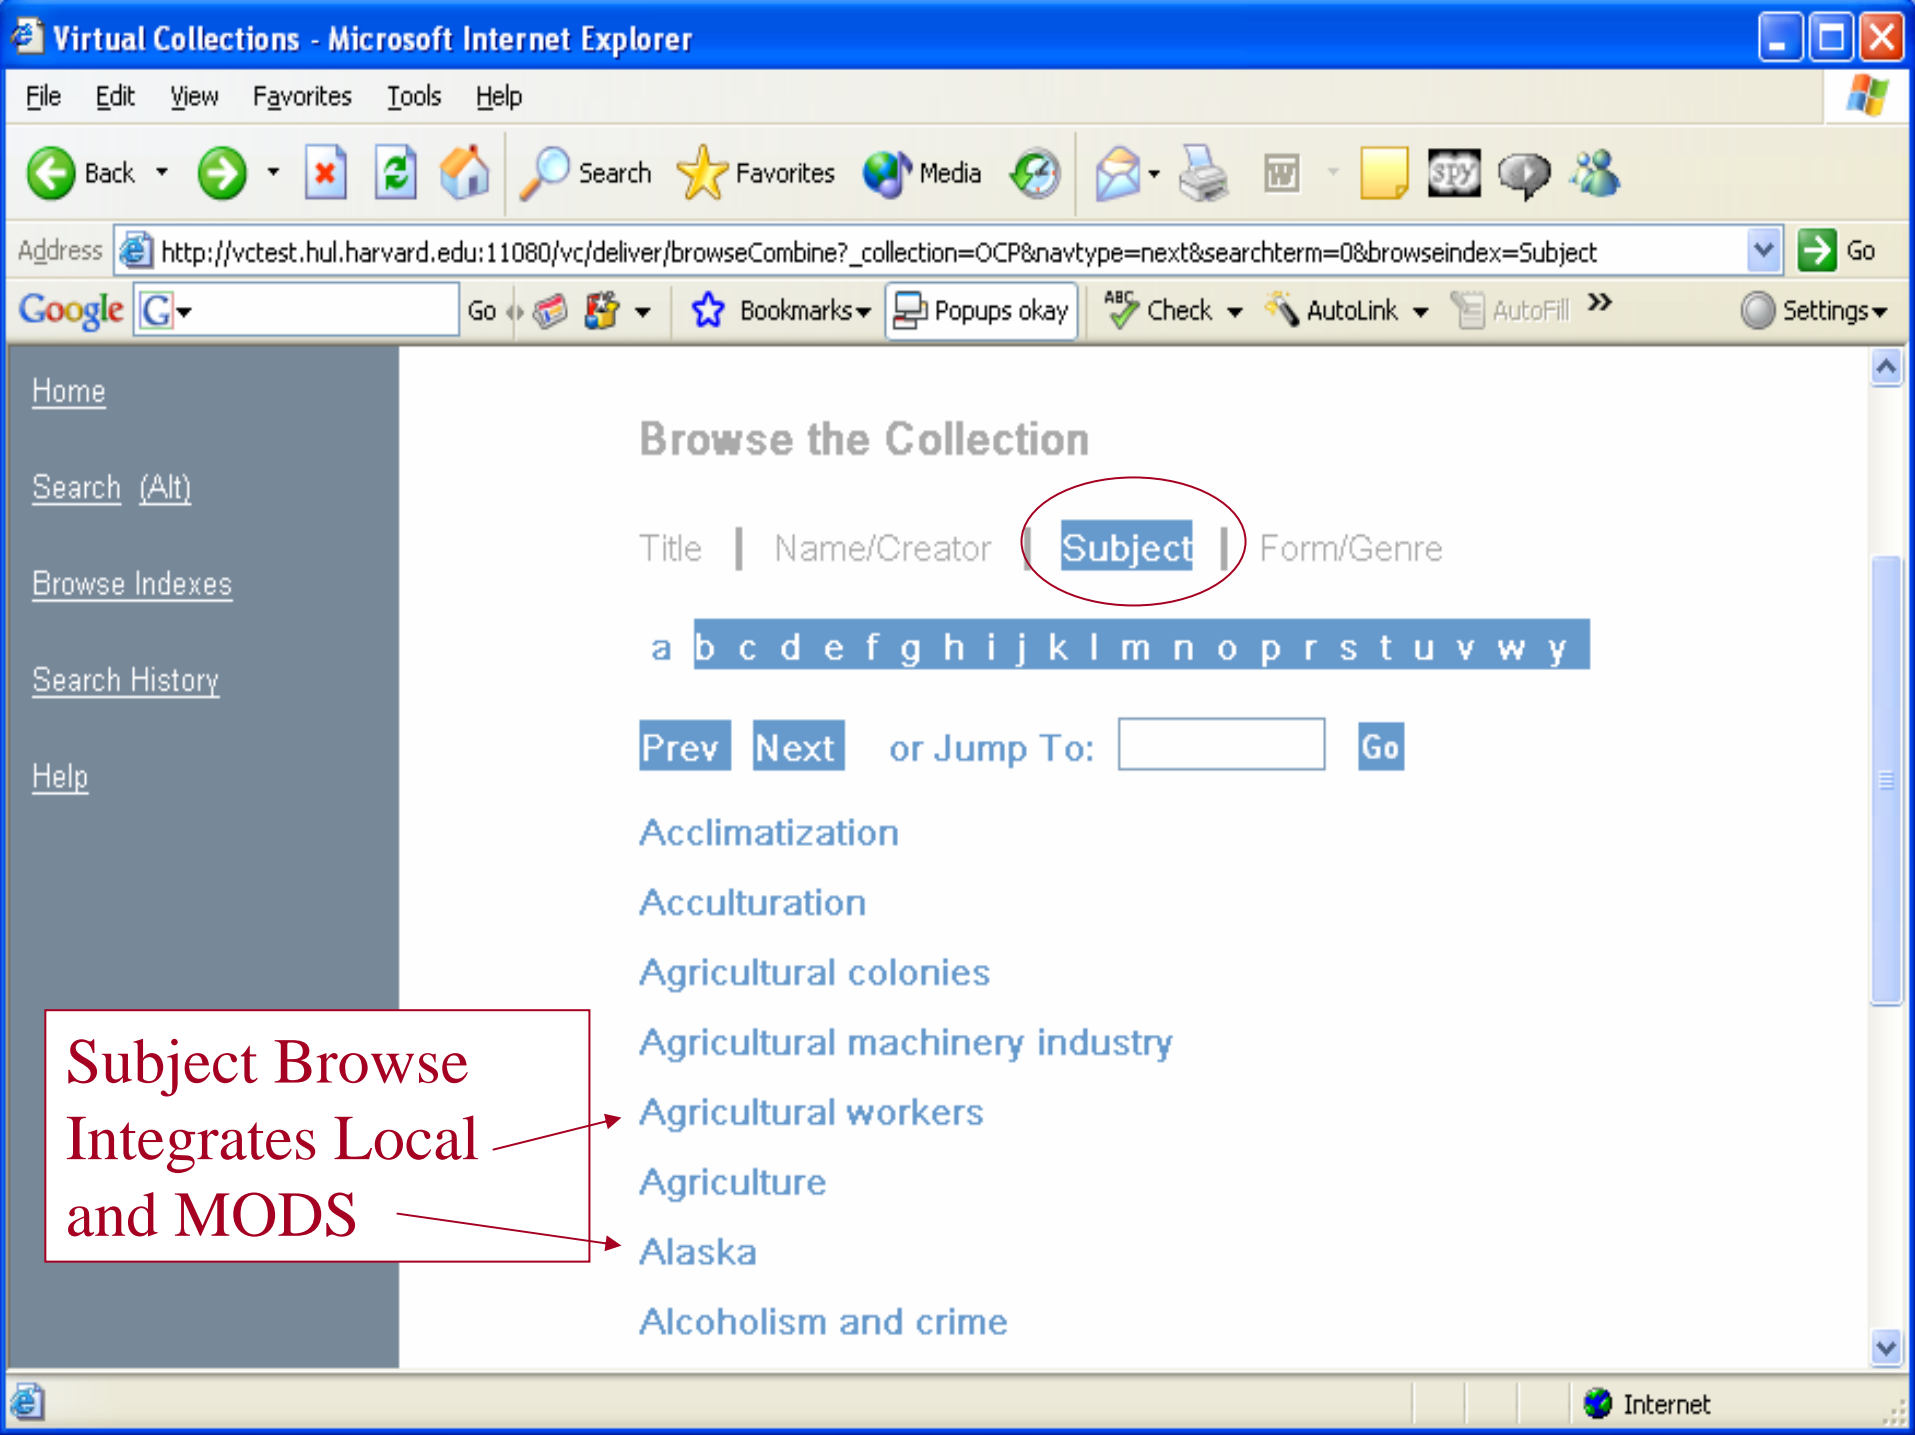 Virtual Collections - Microsoft Internet Explorer
File Edit View Favorites Tools Help
Back Search Favorites Media W SPY
Address http://vctest.hul.harvard.edu:11080/vc/deliver/browseCombine?_collection=OCP&navtype=next&searchterm=0&browseindex=Subject Go
Google G Go Bookmarks Popups okay ABC Check AutoLink AutoFill >> Settings
Home
Search (Alt)
Browse Indexes
Search History
Help
Browse the Collection
Title | Name/Creator | Subject | Form/Genre
a b c d e f g h i j k l m n o p r s t u v w y
Prev Next or Jump To: Go
Acclimatization
Acculturation
Agricultural colonies
Agricultural machinery industry
Agricultural workers
Agriculture
Alaska
Alcoholism and crime
Subject Browse
Integrates Local
and MODS
Internet